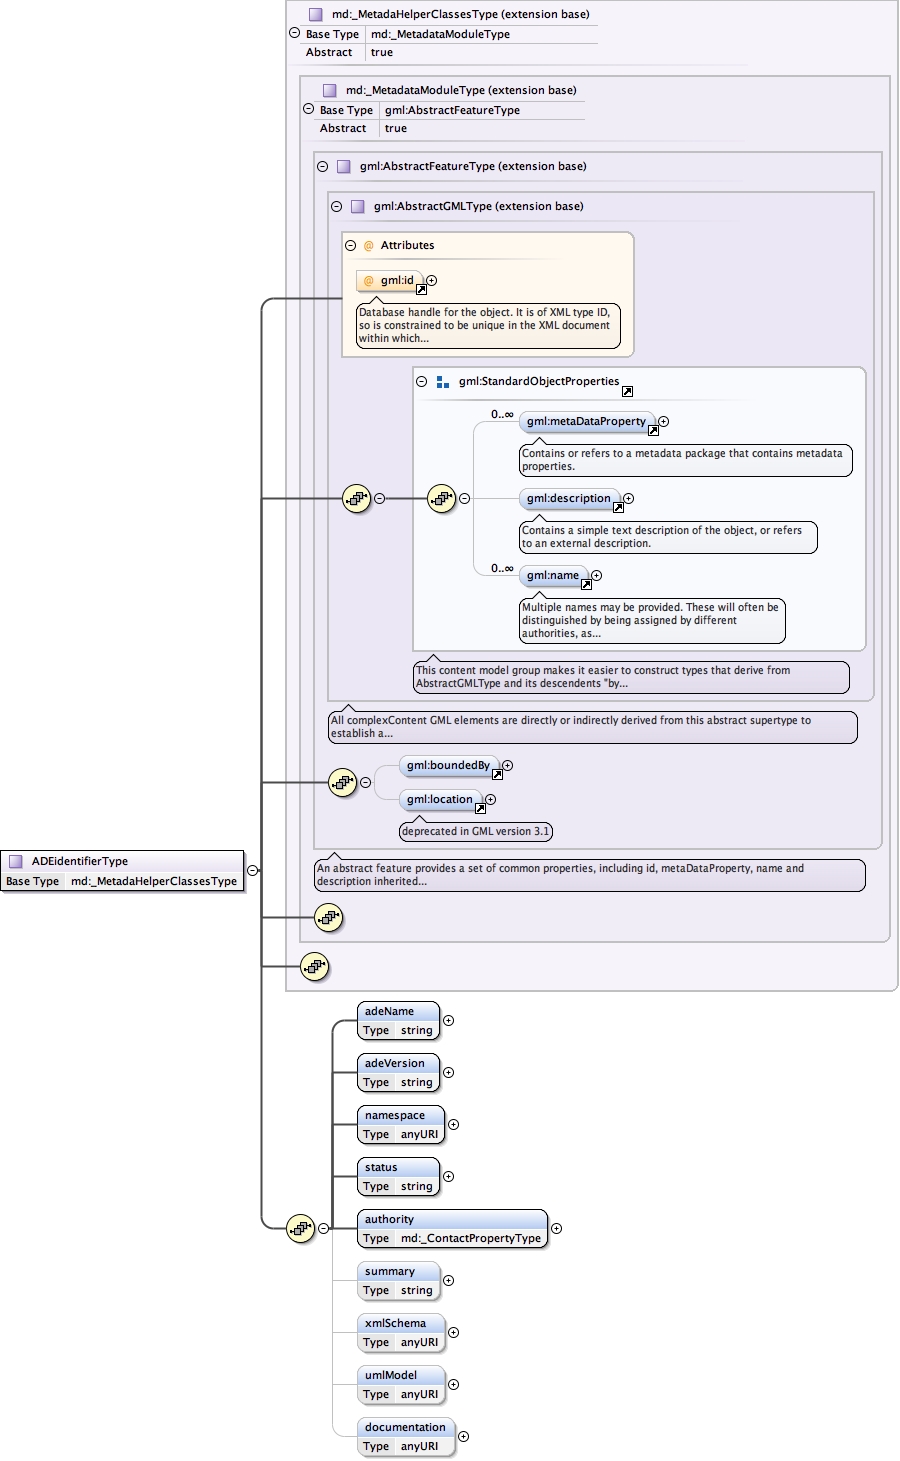 md:_MetadaHelperClassesType (extension base)
Base Type md:_MetadataModuleType
Abstract true
md:_MetadataModuleType (extension base)
Base Type gml:AbstractFeatureType
Abstract true
gml:AbstractFeatureType (extension base)
gml:AbstractGMLType (extension base)
@ Attributes
@ gml:id
Database handle for the object. It is of XML type ID,
so is constrained to be unique in the XML document
within which...
gml:StandardObjectProperties
0..∞
gml:metaDataProperty
Contains or refers to a metadata package that contains metadata
properties.
gml:description
Contains a simple text description of the object, or refers
to an external description.
0..∞
gml:name
Multiple names may be provided. These will often be
distinguished by being assigned by different
authorities, as...
This content model group makes it easier to construct types that derive from
AbstractGMLType and its descendents "by...
All complexContent GML elements are directly or indirectly derived from this abstract supertype to
establish a...
gml:boundedBy
gml:location
deprecated in GML version 3.1
An abstract feature provides a set of common properties, including id, metaDataProperty, name and
description inherited...
ADEidentifierType
Base Type md:_MetadaHelperClassesType
adeName
Type string
adeVersion
Type string
namespace
Type anyURI
status
Type string
authority
Type md:_ContactPropertyType
summary
Type string
xmlSchema
Type anyURI
umlModel
Type anyURI
documentation
Type anyURI